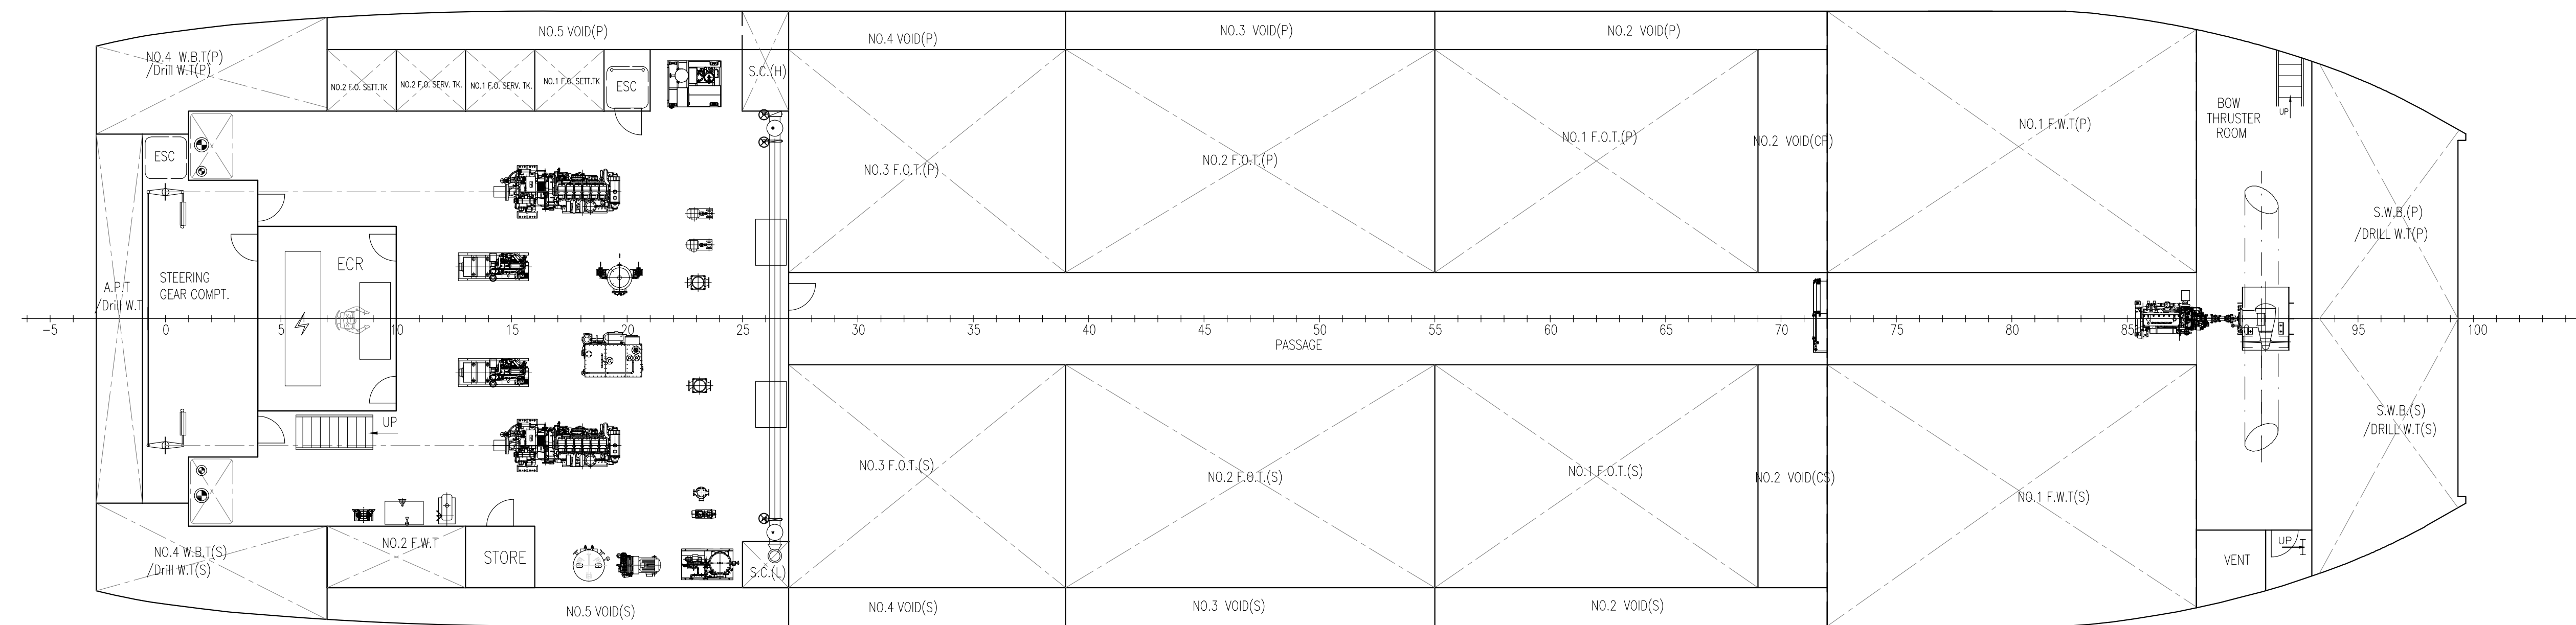 NO.5 VOID(P)
NO.4 VOID(P)
NO.3 VOID(P)
NO.2 VOID(P)
NO.4 W.B.T(P)
/Drill W.T(P)
NO.2 F.O. SETT.TK
NO.2 F.O. SERV. TK.
NO.1 F.O. SERV. TK.
NO.1 F.O. SETT.TK
ESC
S.C.(H)
NO.3 F.O.T.(P)
NO.2 F.O.T.(P)
NO.1 F.O.T.(P)
NO.2 VOID(CP)
NO.1 F.W.T(P)
BOW
THRUSTER
ROOM
UP
ESC
STEERING
GEAR COMPT.
ECR
A.P.T
/Drill W.T
S.W.B.(P)
/DRILL W.T(P)
-5 0 5 10 15 20 25 30 35 40 45 50 55 60 65 70 75 80 85 95 100
PASSAGE
UP
NO.3 F.O.T.(S)
NO.2 F.O.T.(S)
NO.1 F.O.T.(S)
NO.2 VOID(CS)
NO.1 F.W.T(S)
S.W.B.(S)
/DRILL W.T(S)
NO.4 W.B.T(S)
/Drill W.T(S)
NO.2 F.W.T
STORE
S.C.(L)
VENT
UP
NO.5 VOID(S)
NO.4 VOID(S)
NO.3 VOID(S)
NO.2 VOID(S)